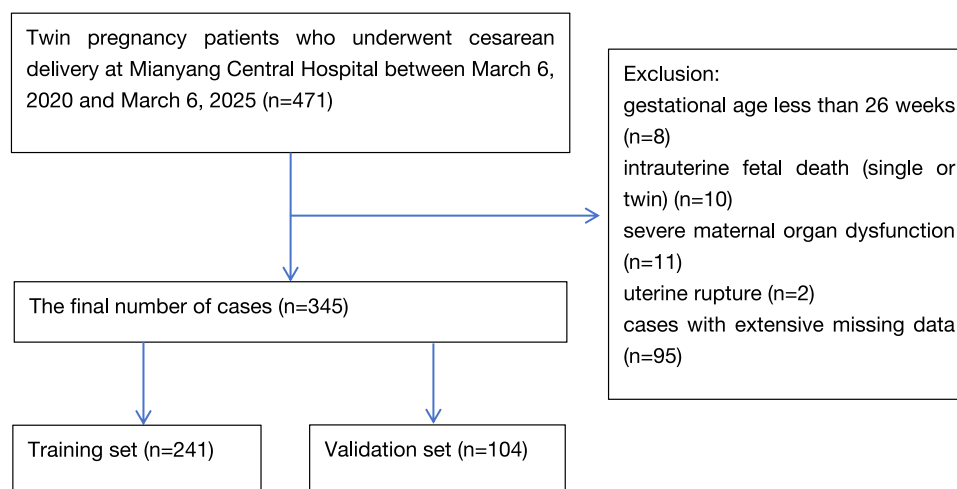 Twin pregnancy patients who underwent cesarean
delivery at Mianyang Central Hospital between March 6,
2020 and March 6, 2025 (n=471)
Exclusion:
gestational age less than 26 weeks
(n=8)
intrauterine fetal death (single or
twin) (n=10)
severe maternal organ dysfunction
(n=11)
uterine rupture (n=2)
cases with extensive missing data
(n=95)
The final number of cases (n=345)
Training set (n=241)
Validation set (n=104)